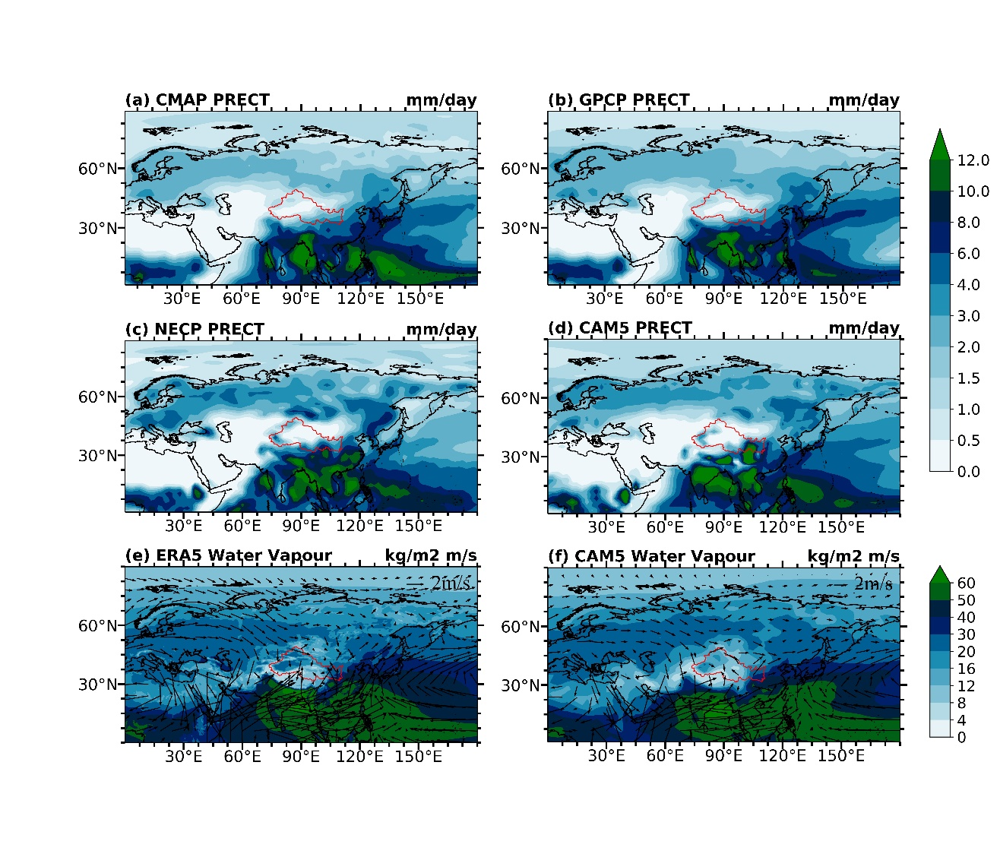 (a) CMAP PRECT mm/day
(b) GPCP PRECT mm/day
60°N
30°N
30°E 60°E 90°E 120°E 150°E
60°N
30°N
30°E 60°E 90°E 120°E 150°E
12.0
10.0
8.0
6.0
4.0
3.0
2.0
1.5
1.0
0.5
0.0
(c) NECP PRECT mm/day
(d) CAM5 PRECT mm/day
60°N
30°N
30°E 60°E 90°E 120°E 150°E
60°N
30°N
30°E 60°E 90°E 120°E 150°E
(e) ERA5 Water Vapour kg/m2 m/s
(f) CAM5 Water Vapour kg/m2 m/s
2m/s
60°N
30°N
30°E 60°E 90°E 120°E 150°E
2m/s
60°N
30°N
30°E 60°E 90°E 120°E 150°E
60
50
40
30
20
16
12
8
4
0